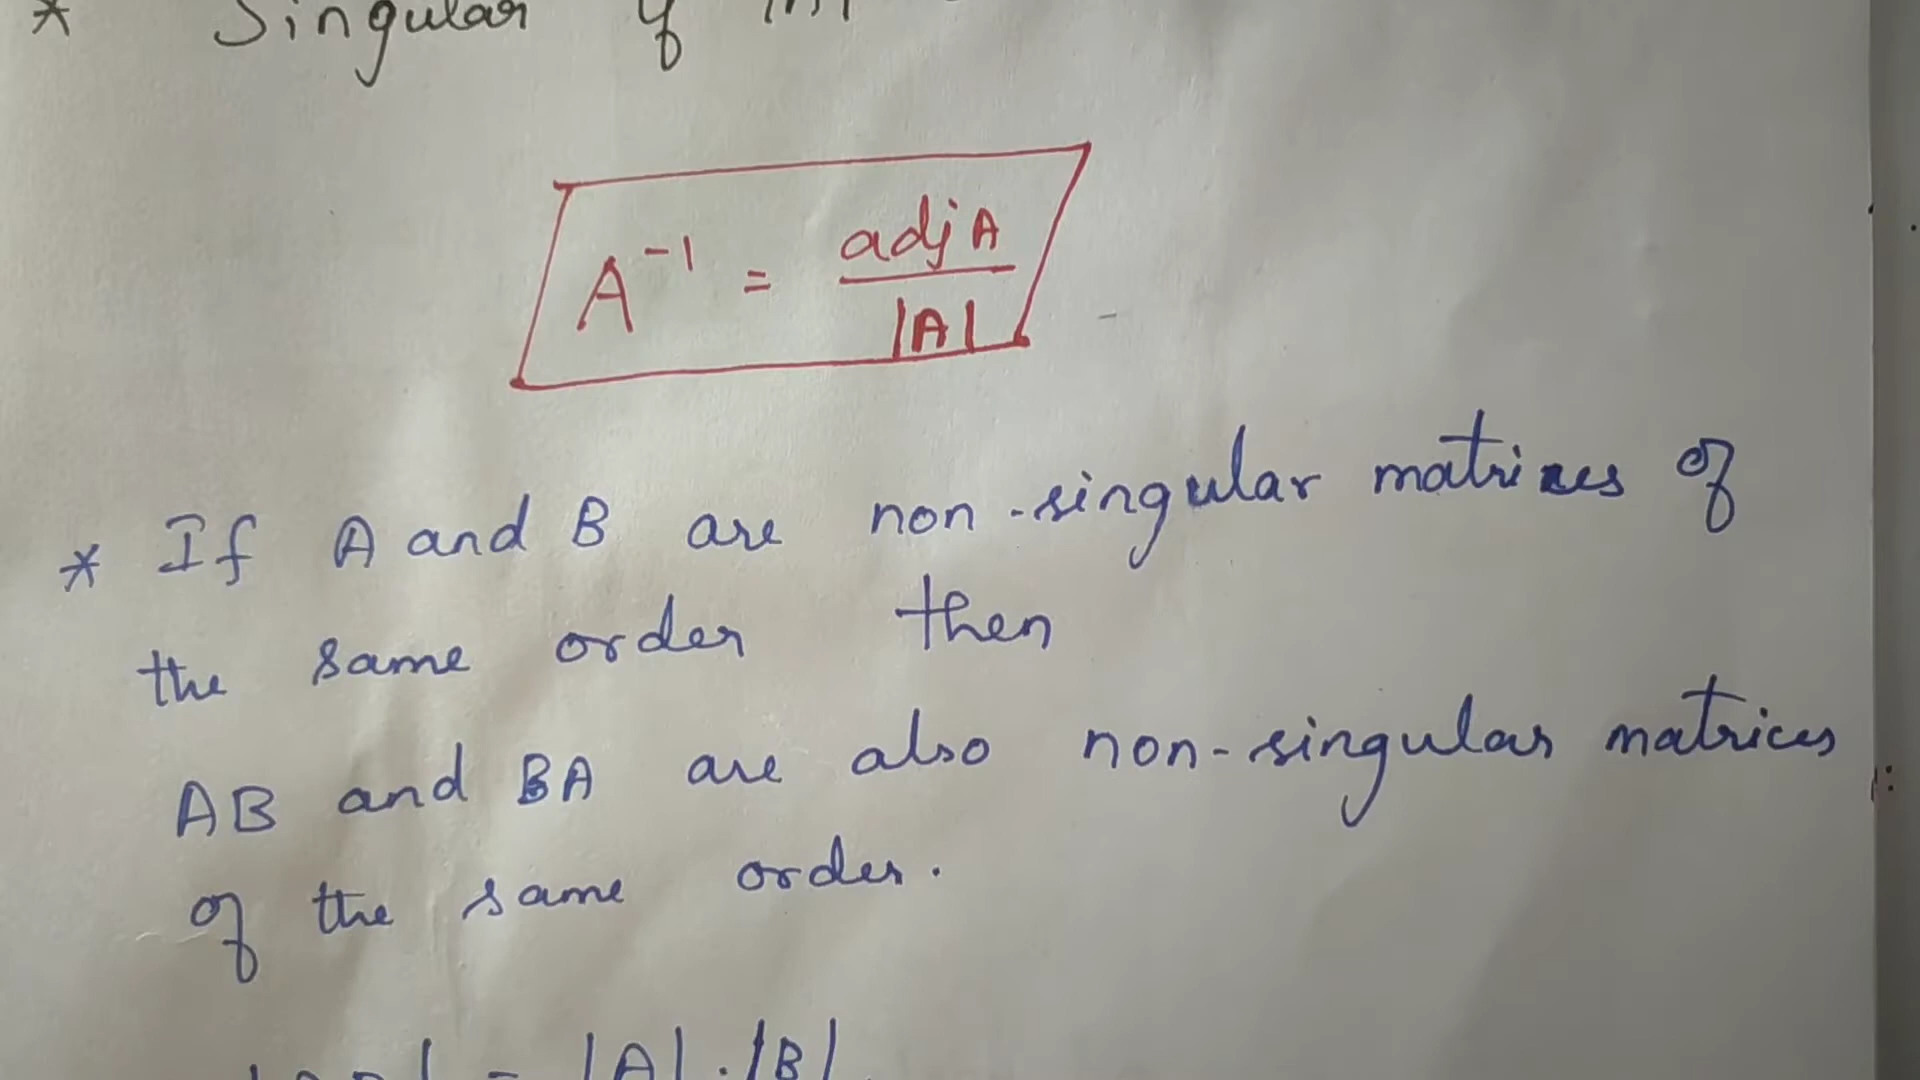 * Singular if
A⁻¹ = adj A / |A|
* If A and B are non-singular matrices of
the same order then
AB and BA are also non-singular matrices
of the same order.
= |A|.|B|